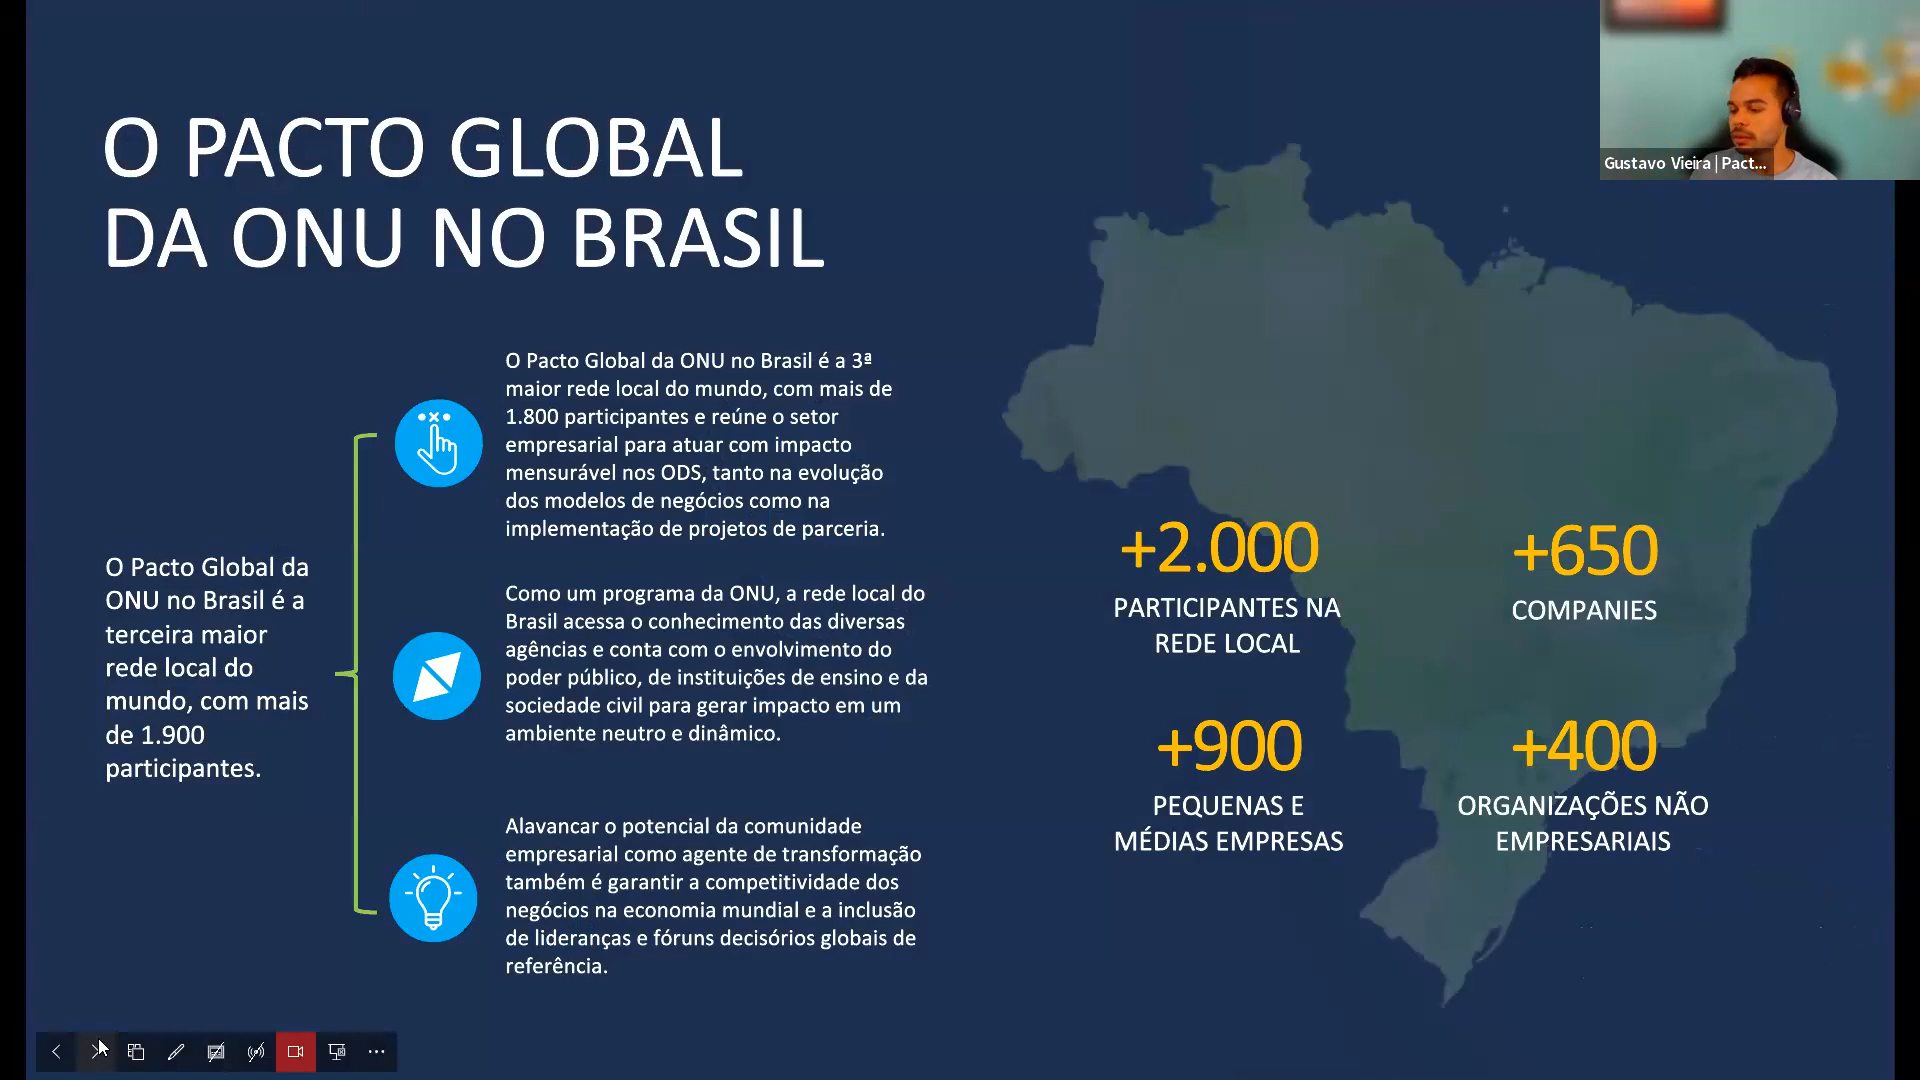 O PACTO GLOBAL
DA ONU NO BRASIL
O Pacto Global da
ONU no Brasil é a
terceira maior
rede local do
mundo, com mais
de 1.900
participantes.
O Pacto Global da ONU no Brasil é a 3ª
maior rede local do mundo, com mais de
1.800 participantes e reúne o setor
empresarial para atuar com impacto
mensurável nos ODS, tanto na evolução
dos modelos de negócios como na
implementação de projetos de parceria.
Como um programa da ONU, a rede local do
Brasil acessa o conhecimento das diversas
agências e conta com o envolvimento do
poder público, de instituições de ensino e da
sociedade civil para gerar impacto em um
ambiente neutro e dinâmico.
Alavancar o potencial da comunidade
empresarial como agente de transformação
também é garantir a competitividade dos
negócios na economia mundial e a inclusão
de lideranças e fóruns decisórios globais de
referência.
+2.000
PARTICIPANTES NA
REDE LOCAL
+650
COMPANIES
+900
PEQUENAS E
MÉDIAS EMPRESAS
+400
ORGANIZAÇÕES NÃO
EMPRESARIAIS
Gustavo Vieira | Pact...